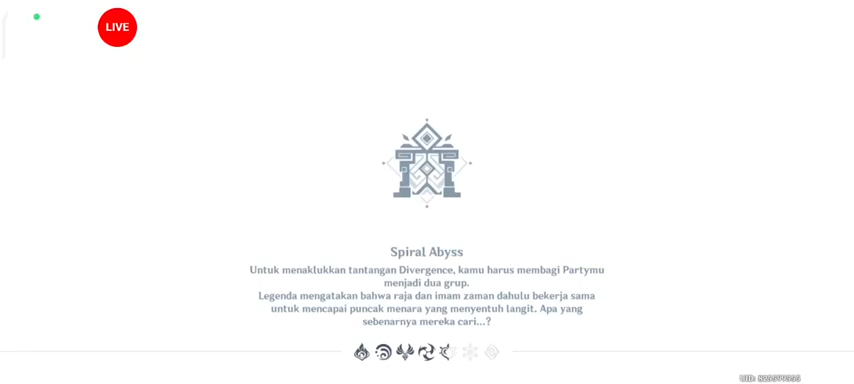 LIVE
Spiral Abyss
Untuk menaklukkan tantangan Divergence, kamu harus membagi Partymu
menjadi dua grup.
Legenda mengatakan bahwa raja dan imam zaman dahulu bekerja sama
untuk mencapai puncak menara yang menyentuh langit. Apa yang
sebenarnya mereka cari...?
UID: